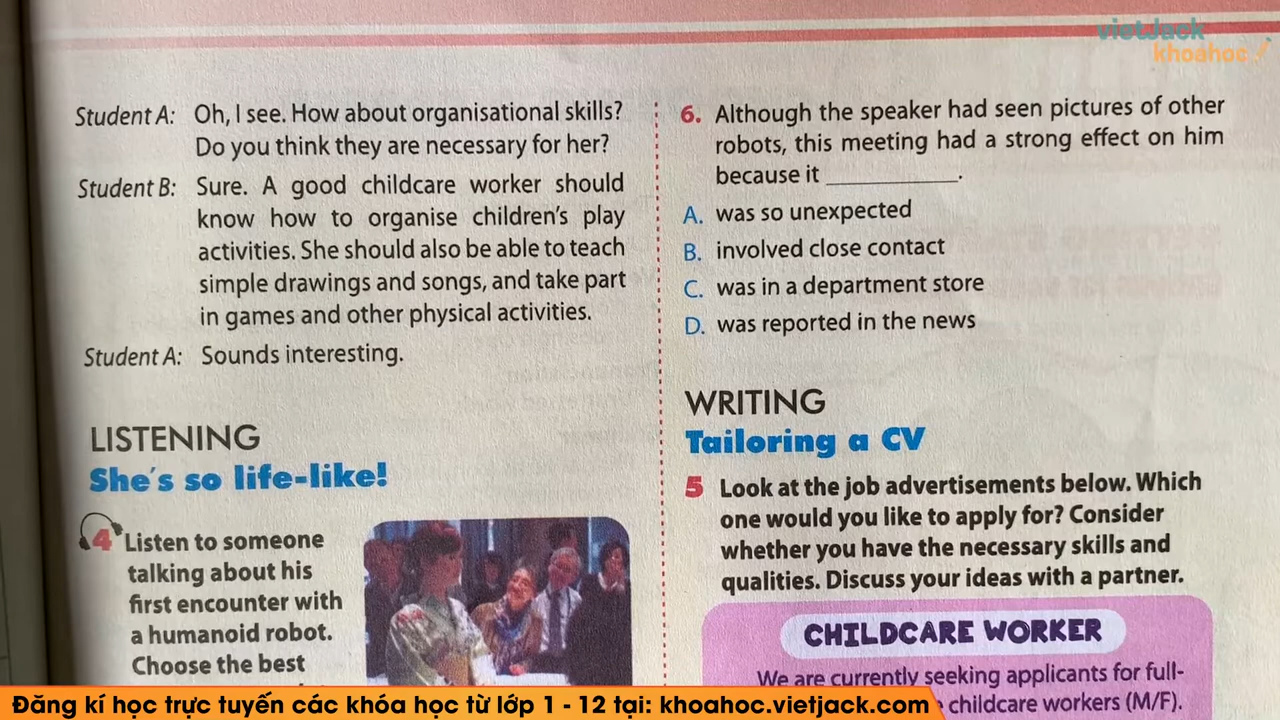 vietJack
khoahoc
Student A: Oh, I see. How about organisational skills?
Do you think they are necessary for her?
Student B: Sure. A good childcare worker should
know how to organise children's play
activities. She should also be able to teach
simple drawings and songs, and take part
in games and other physical activities.
Student A: Sounds interesting.
LISTENING
She's so life-like!
4 Listen to someone
talking about his
first encounter with
a humanoid robot.
Choose the best
6. Although the speaker had seen pictures of other
robots, this meeting had a strong effect on him
because it ____________.
A. was so unexpected
B. involved close contact
C. was in a department store
D. was reported in the news
WRITING
Tailoring a CV
5 Look at the job advertisements below. Which
one would you like to apply for? Consider
whether you have the necessary skills and
qualities. Discuss your ideas with a partner.
CHILDCARE WORKER
We are currently seeking applicants for full-
childcare workers (M/F).
Đăng kí học trực tuyến các khóa học từ lớp 1 - 12 tại: khoahoc.vietjack.com